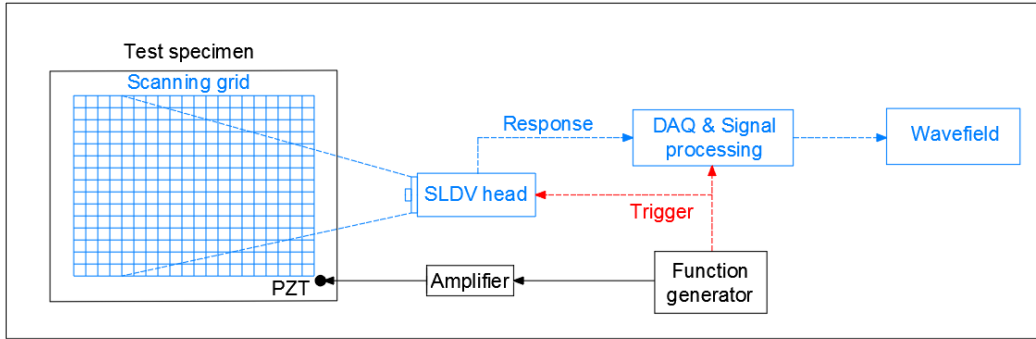 Test specimen
Scanning grid
Response
DAQ & Signal
processing
Wavefield
SLDV head
Trigger
PZT
Amplifier
Function
generator